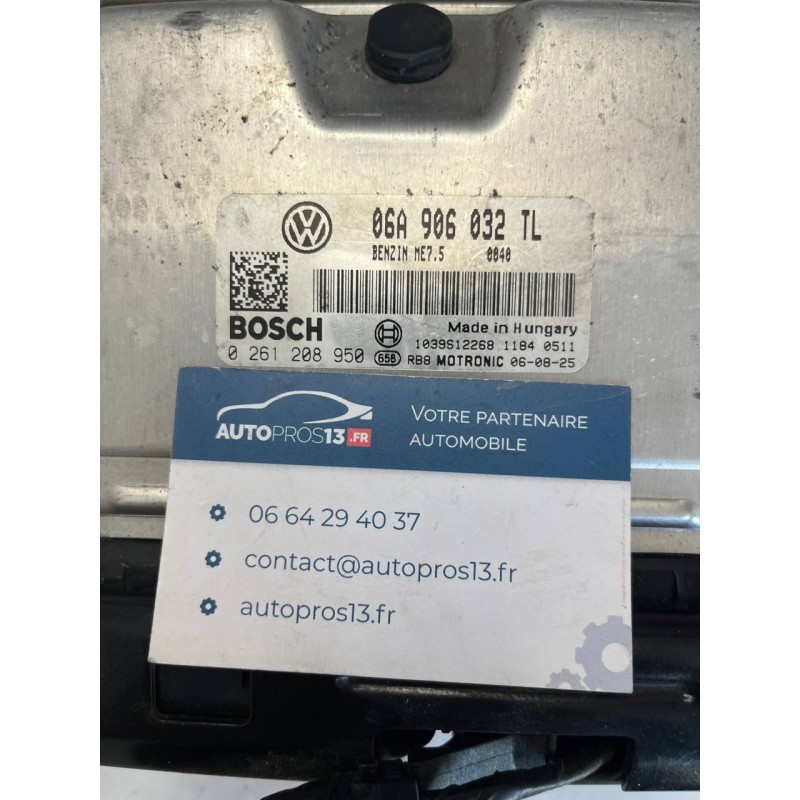 06A 906 032 TL
BENZIN ME7.5 0040
BOSCH
Made in Hungary
1039S12268 1184 0511
0 261 208 950 65B RB8 MOTRONIC 06-08-25
AUTOPROS13.FR
VOTRE PARTENAIRE
AUTOMOBILE
06 64 29 40 37
contact@autopros13.fr
autopros13.fr